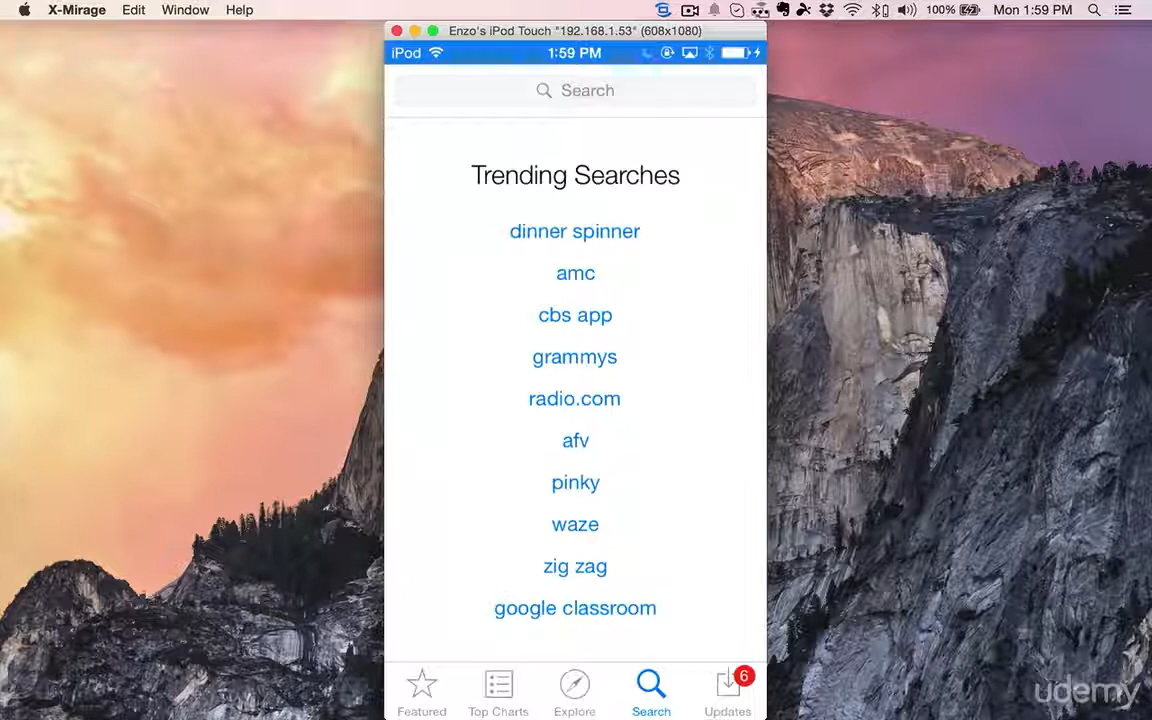 X-Mirage Edit Window Help 100% Mon 1:59 PM
Enzo's iPod Touch "192.168.1.53" (608x1080)
iPod 1:59 PM
Search
Trending Searches
dinner spinner
amc
cbs app
grammys
radio.com
afv
pinky
waze
zig zag
google classroom
6
Featured Top Charts Explore Search Updates
udemy